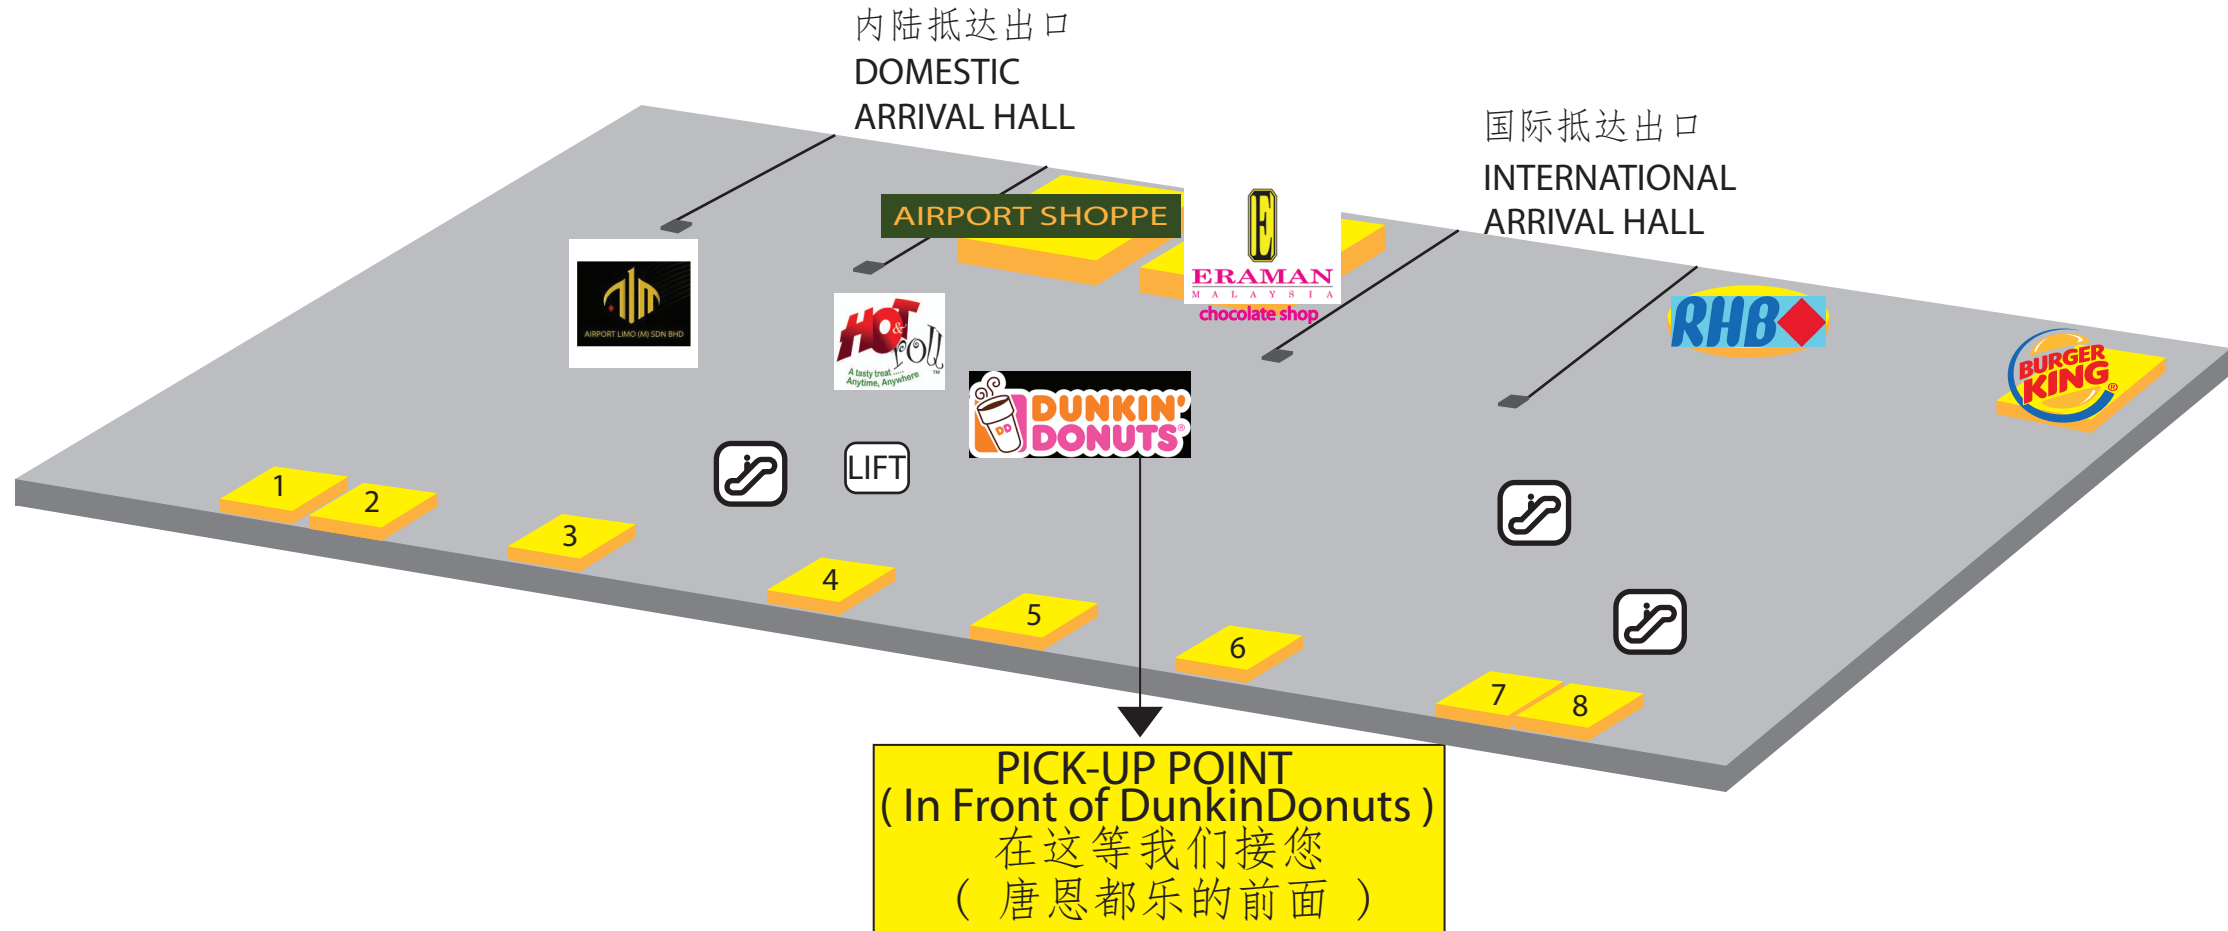 内陆抵达出口
DOMESTIC
ARRIVAL HALL
国际抵达出口
INTERNATIONAL
ARRIVAL HALL
AIRPORT SHOPPE
E
ERAMAN
MALAYSIA
chocolate shop
AIRPORT LIMO (M) SDN BHD
HOT
&
roll
TM
A tasty treat .....
Anytime, Anywhere
RHB
BURGER
KING®
DD
DUNKIN'
DONUTS®
LIFT
1
2
3
4
5
6
7
8
PICK-UP POINT
( In Front of DunkinDonuts )
在这等我们接您
( 唐恩都乐的前面 )